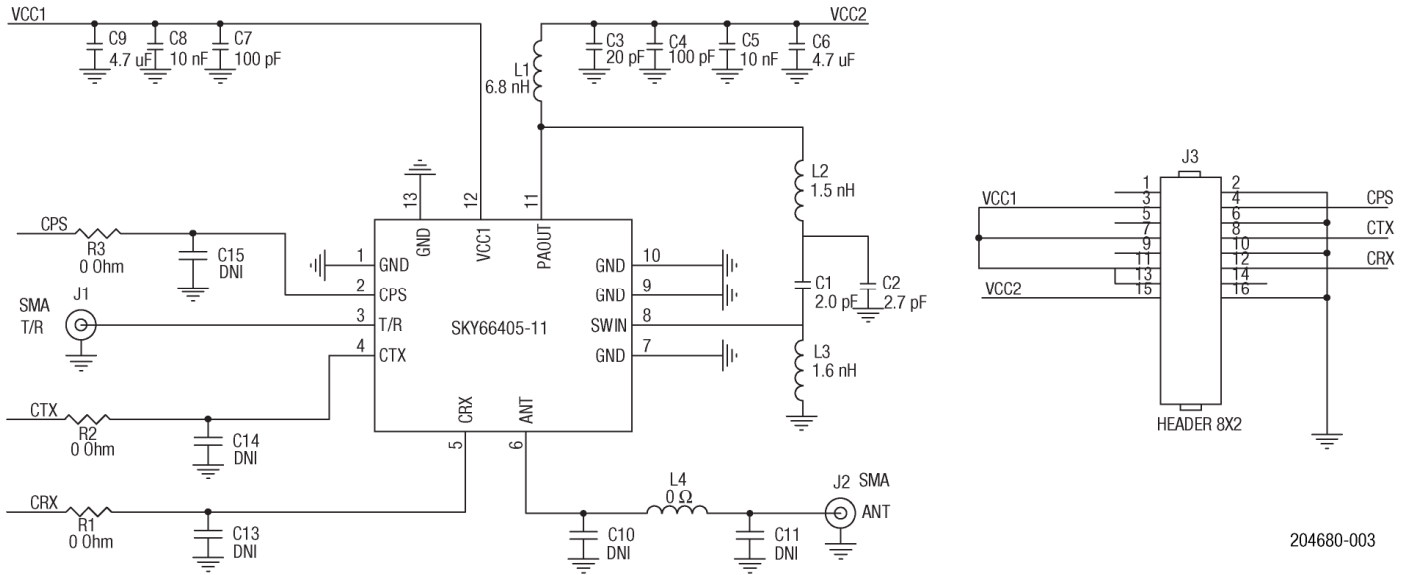 VCC1
C9
4.7 uF
C8
10 nF
C7
100 pF
VCC2
C3
20 pF
C4
100 pF
C5
10 nF
C6
4.7 uF
L1
6.8 nH
L2
1.5 nH
C1
2.0 pF
C2
2.7 pF
L3
1.6 nH
13
GND
12
VCC1
11
PAOUT
CPS
R3
0 Ohm
C15
DNI
1
GND
2
CPS
SMA
T/R
J1
3
T/R
4
CTX
SKY66405-11
GND
10
GND
9
SWIN
8
GND
7
CRX
5
ANT
6
CTX
R2
0 Ohm
C14
DNI
CRX
R1
0 Ohm
C13
DNI
C10
DNI
L4
0 Ω
C11
DNI
J2
SMA
ANT
J3
VCC1
VCC2
1
3
5
7
9
11
13
15
2
4
6
8
10
12
14
16
CPS
CTX
CRX
HEADER 8X2
204680-003